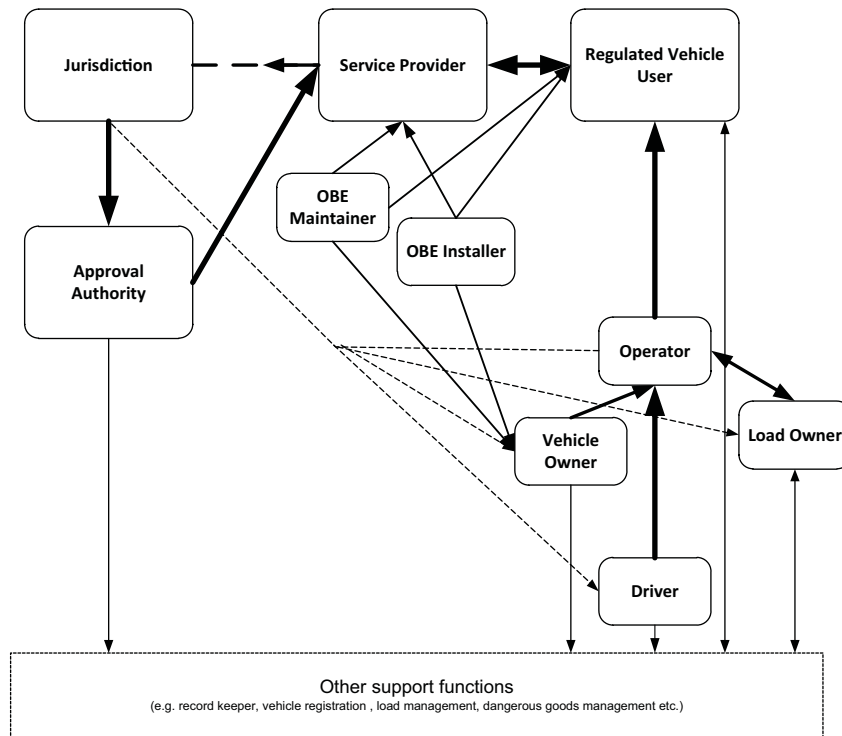 Jurisdiction
Service Provider
Regulated Vehicle
User
OBE
Maintainer
OBE Installer
Approval
Authority
Operator
Load Owner
Vehicle
Owner
Driver
Other support functions
(e.g. record keeper, vehicle registration , load management, dangerous goods management etc.)